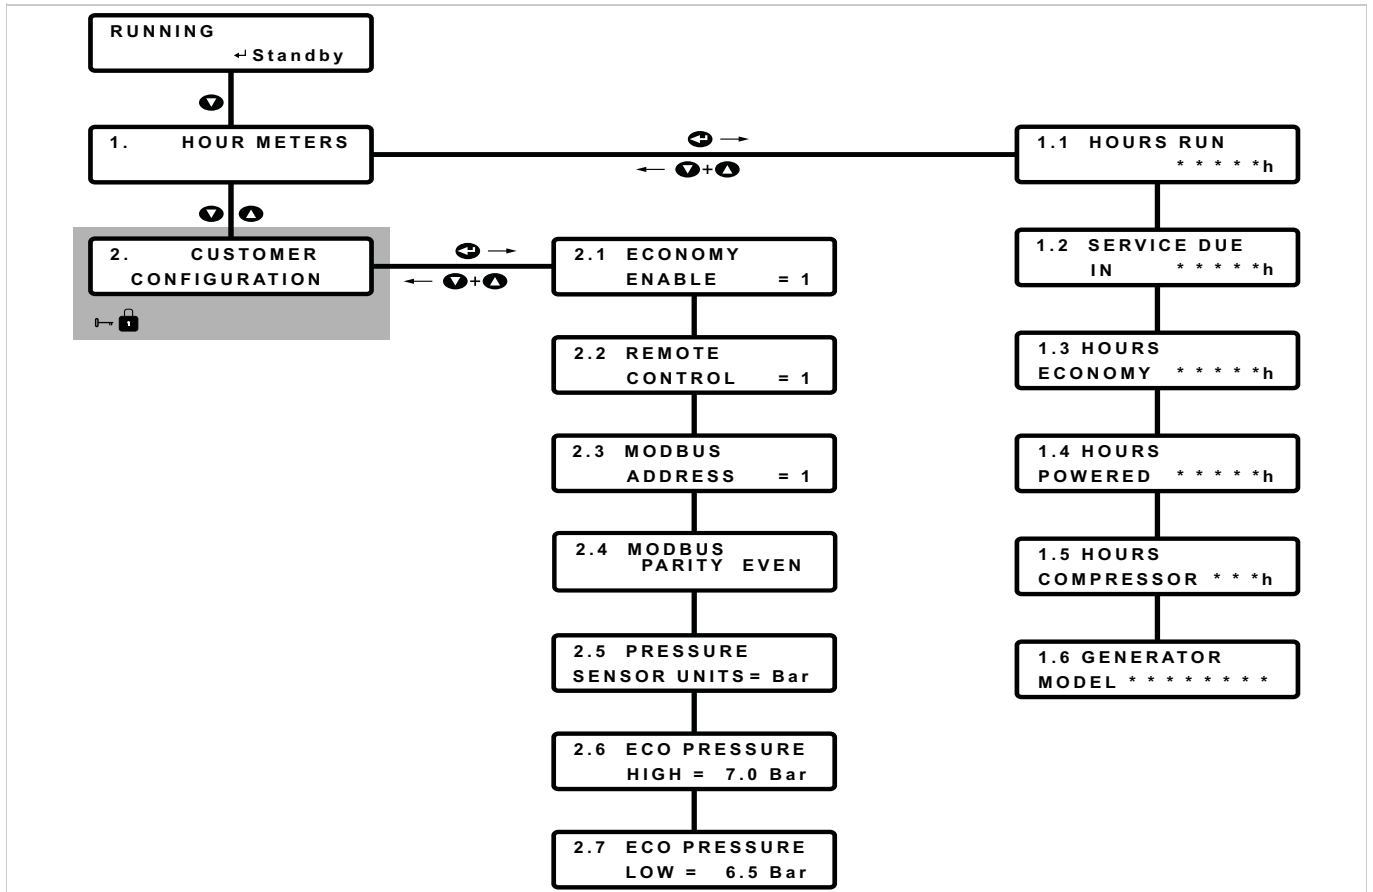 RUNNING
↵Standby
1. HOUR METERS
2. CUSTOMER
CONFIGURATION
1
+
+
2.1 ECONOMY
ENABLE = 1
2.2 REMOTE
CONTROL = 1
2.3 MODBUS
ADDRESS = 1
2.4 MODBUS
PARITY EVEN
2.5 PRESSURE
SENSOR UNITS= Bar
2.6 ECO PRESSURE
HIGH = 7.0 Bar
2.7 ECO PRESSURE
LOW = 6.5 Bar
1.1 HOURS RUN
* * * * *h
1.2 SERVICE DUE
IN * * * * *h
1.3 HOURS
ECONOMY * * * * *h
1.4 HOURS
POWERED * * * * *h
1.5 HOURS
COMPRESSOR * * *h
1.6 GENERATOR
MODEL * * * * * * * *